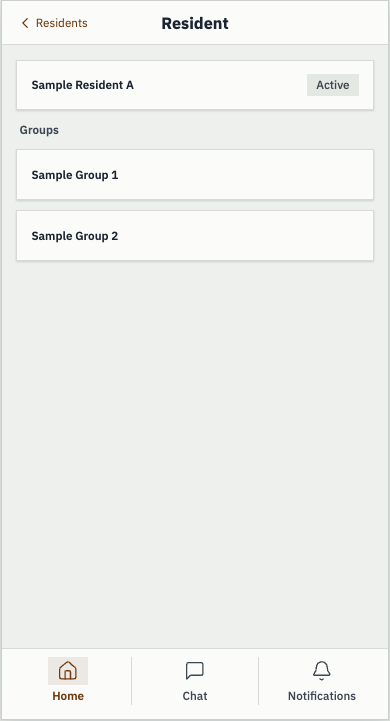 Residents
Resident
Sample Resident A
Active
Groups
Sample Group 1
Sample Group 2
Home
Chat
Notifications